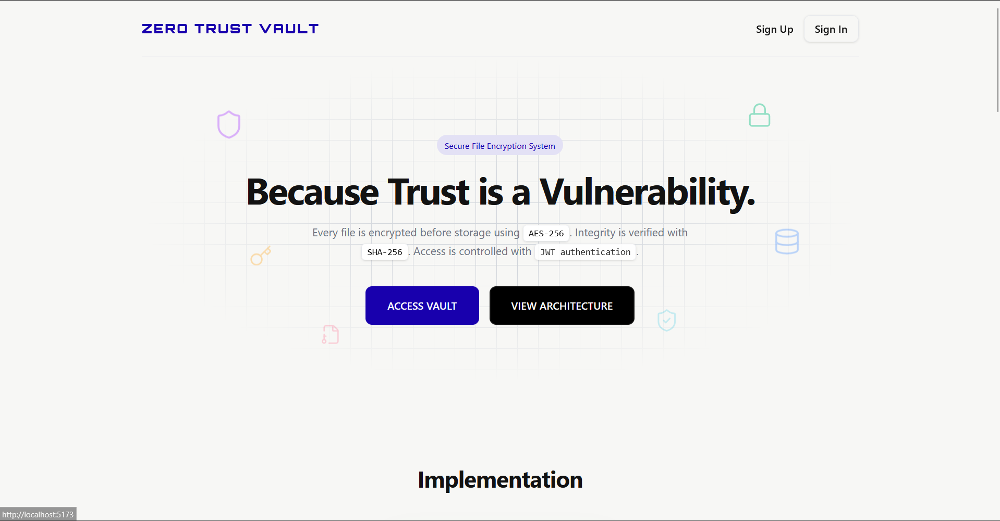 ZERO TRUST VAULT
Sign Up
Sign In
Secure File Encryption System
Because Trust is a Vulnerability.
Every file is encrypted before storage using AES-256. Integrity is verified with
SHA-256. Access is controlled with JWT authentication.
ACCESS VAULT
VIEW ARCHITECTURE
Implementation
http://localhost:5173